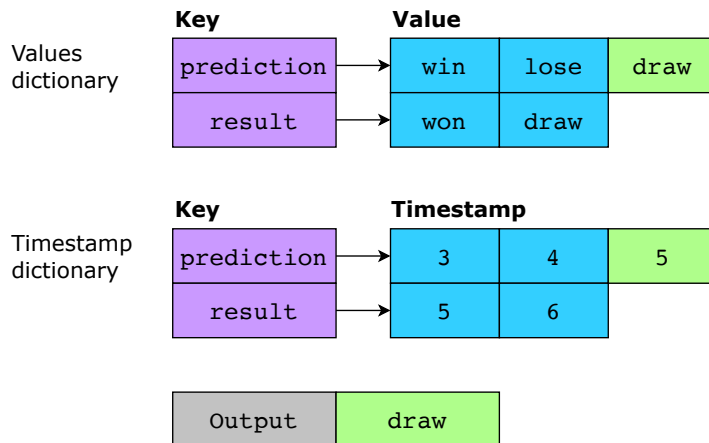 Key Value
Values dictionary
prediction win lose draw
result won draw
Key Timestamp
Timestamp dictionary
prediction 3 4 5
result 5 6
Output draw